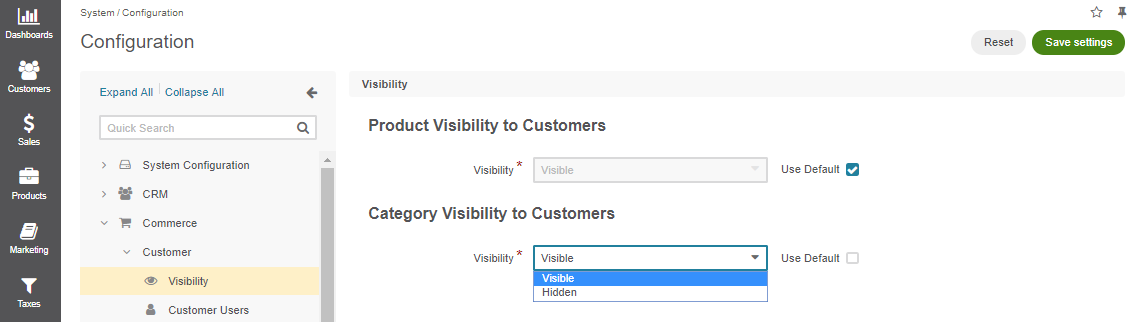 Dashboards
Customers
Sales
Products
Marketing
Taxes
System / Configuration
Configuration
Reset
Save settings
Expand All
Collapse All
Quick Search
System Configuration
CRM
Commerce
Customer
Visibility
Customer Users
Visibility
Product Visibility to Customers
Visibility * Visible Use Default
Category Visibility to Customers
Visibility * Visible Use Default
Visible
Hidden